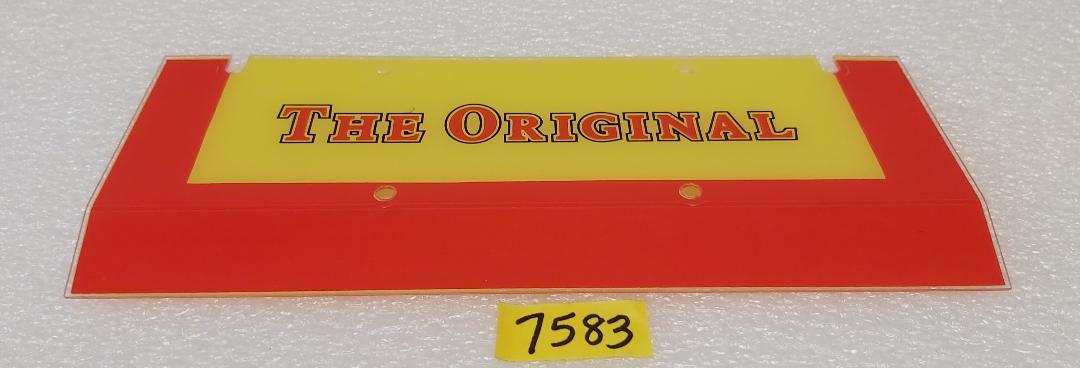 THE ORIGINAL
7583